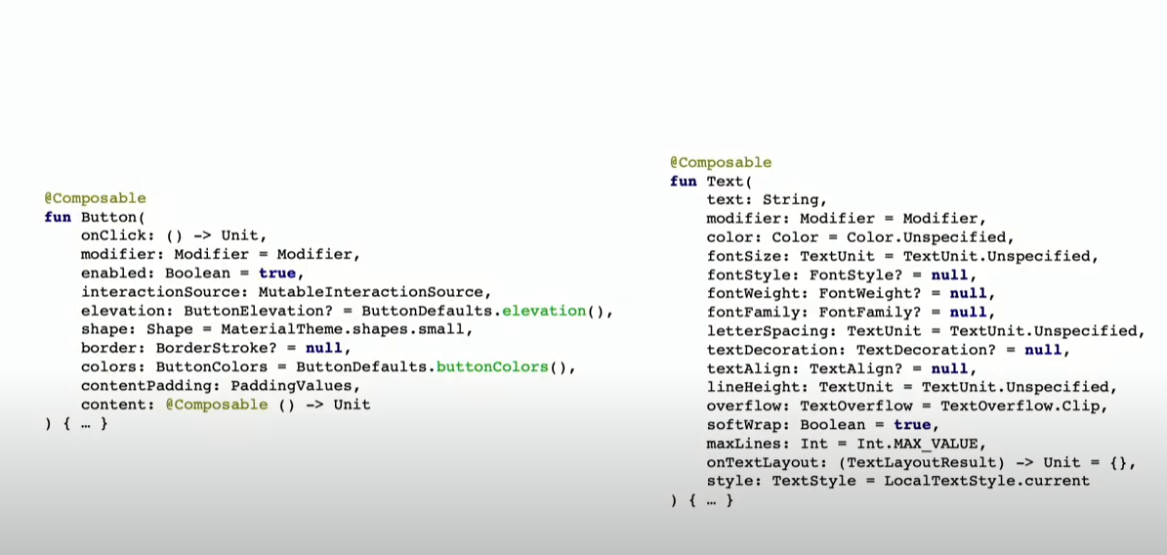 @Composable
fun Button(
    onClick: () -> Unit,
    modifier: Modifier = Modifier,
    enabled: Boolean = true,
    interactionSource: MutableInteractionSource,
    elevation: ButtonElevation? = ButtonDefaults.elevation(),
    shape: Shape = MaterialTheme.shapes.small,
    border: BorderStroke? = null,
    colors: ButtonColors = ButtonDefaults.buttonColors(),
    contentPadding: PaddingValues,
    content: @Composable () -> Unit
) { … }
@Composable
fun Text(
    text: String,
    modifier: Modifier = Modifier,
    color: Color = Color.Unspecified,
    fontSize: TextUnit = TextUnit.Unspecified,
    fontStyle: FontStyle? = null,
    fontWeight: FontWeight? = null,
    fontFamily: FontFamily? = null,
    letterSpacing: TextUnit = TextUnit.Unspecified,
    textDecoration: TextDecoration? = null,
    textAlign: TextAlign? = null,
    lineHeight: TextUnit = TextUnit.Unspecified,
    overflow: TextOverflow = TextOverflow.Clip,
    softWrap: Boolean = true,
    maxLines: Int = Int.MAX_VALUE,
    onTextLayout: (TextLayoutResult) -> Unit = {},
    style: TextStyle = LocalTextStyle.current
) { … }